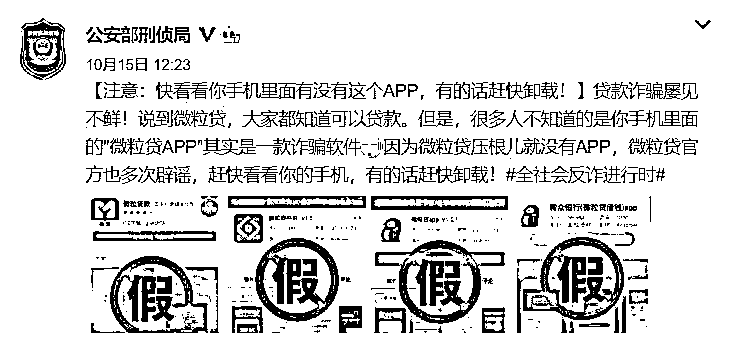 公安部刑侦局
10月15日 12:23
【注意：快看看你手机里面有没有这个APP，有的话赶快卸载！】贷款诈骗屡见
不鲜！说到微粒贷，大家都知道可以贷款。但是，很多人不知道的是你手机里面
的"微粒贷APP"其实是一款诈骗软件 因为微粒贷压根儿就没有APP，微粒贷官
方也多次辟谣，赶快看看你的手机，有的话赶快卸载！#全社会反诈进行时#
假
假
假
假